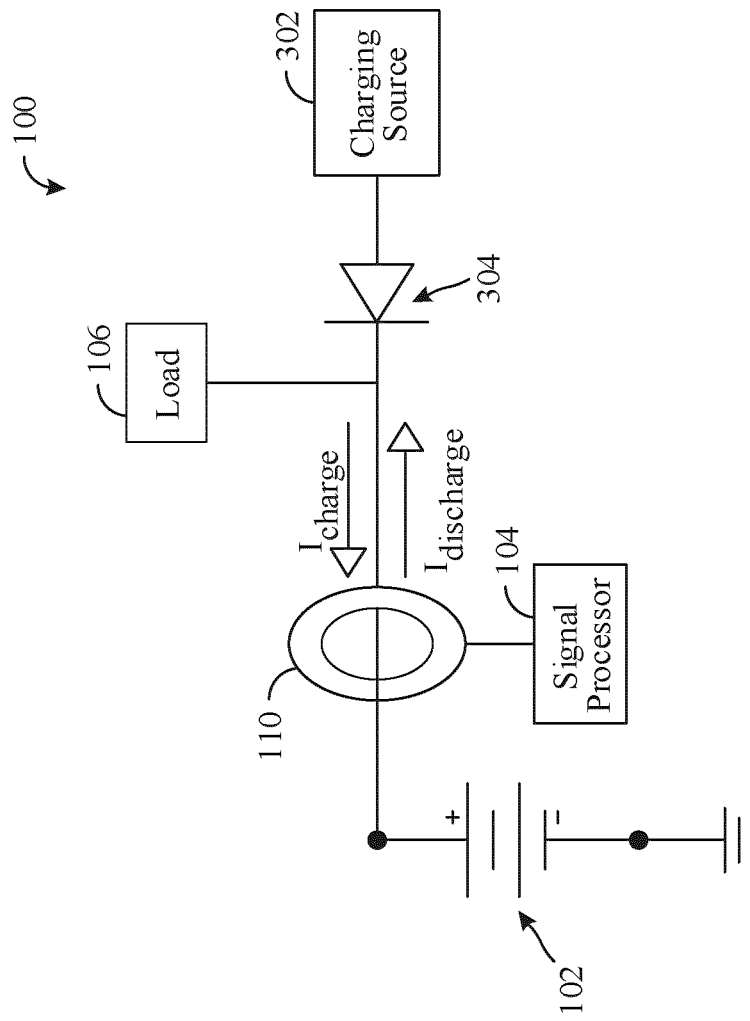 100
302
Charging
Source
304
106
Load
I charge
I discharge
110
104
Signal
Processor
+
−
102